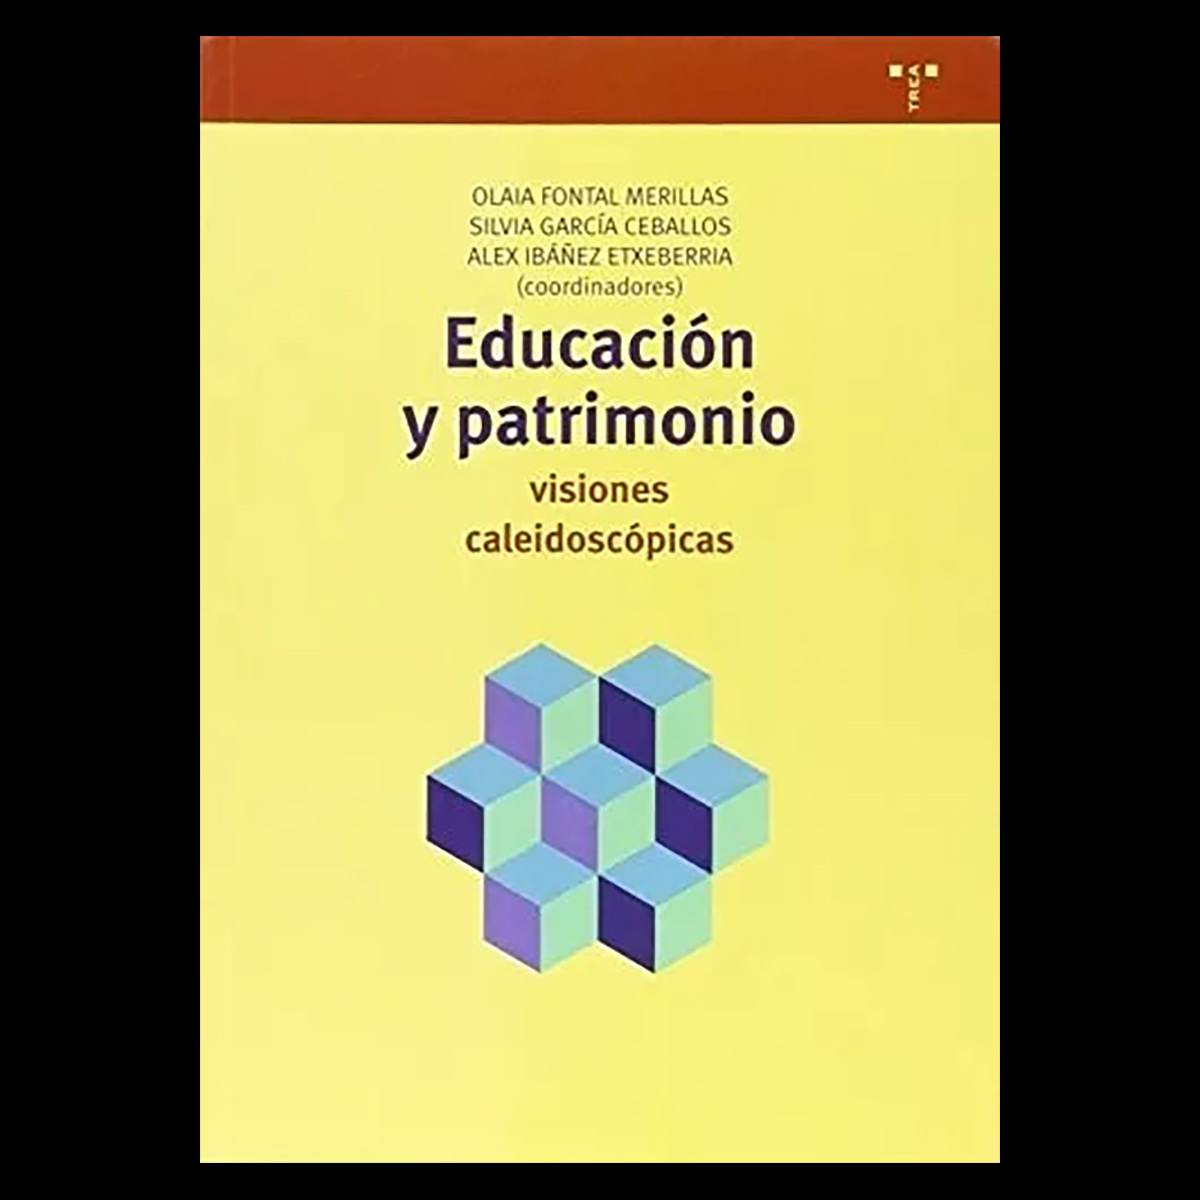 TREA
OLAIA FONTAL MERILLAS
SILVIA GARCÍA CEBALLOS
ALEX IBÁÑEZ ETXEBERRIA
(coordinadores)
Educación
y patrimonio
visiones
caleidoscópicas